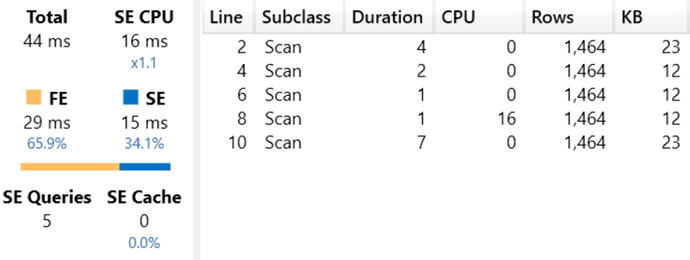 Total SE CPU
44 ms 16 ms
x1.1
FE SE
29 ms 15 ms
65.9% 34.1%
SE Queries SE Cache
5 0
0.0%
Line Subclass Duration CPU Rows KB
2 Scan 4 0 1,464 23
4 Scan 2 0 1,464 12
6 Scan 1 0 1,464 12
8 Scan 1 16 1,464 12
10 Scan 7 0 1,464 23